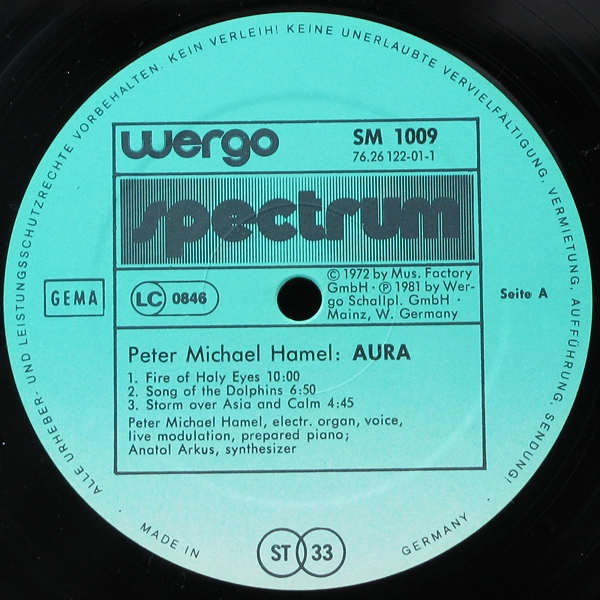 ALLE URHEBER- UND LEISTUNGSSCHUTZRECHTE VORBEHALTEN. KEIN VERLEIH! KEINE UNERLAUBTE VERVIELFÄLTIGUNG, VERMIETUNG, AUFFÜHRUNG, SENDUNG!
wergo
SM 1009
76.26 122-01-1
spectrum
GEMA
LC 0846
© 1972 by Mus. Factory
GmbH · ℗ 1981 by Wer-
go Schallpl. GmbH ·
Mainz, W. Germany
Seite A
Peter Michael Hamel: AURA
1. Fire of Holy Eyes 10:00
2. Song of the Dolphins 6:50
3. Storm over Asia and Calm 4:45
Peter Michael Hamel, electr. organ, voice,
live modulation, prepared piano;
Anatol Arkus, synthesizer
· MADE IN GERMANY ·
ST 33